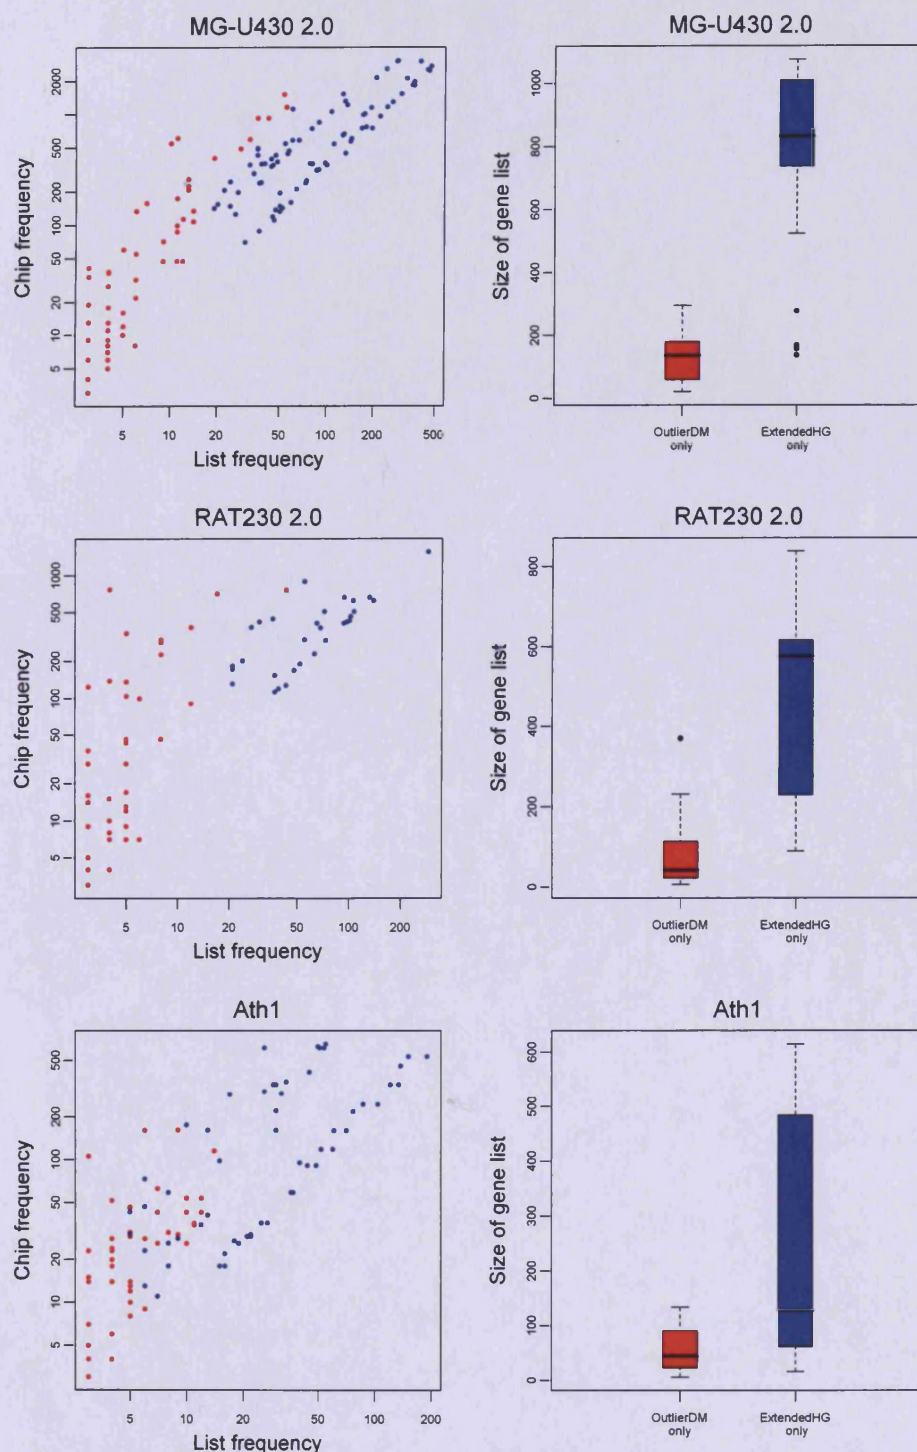 MG-U430 2.0
Chip frequency
2000
500
200
100
50
20
10
5
5
10
20
50
100
200
500
List frequency
MG-U430 2.0
Size of gene list
1000
800
600
400
200
0
OutlierDM
only
ExtendedHG
only
RAT230 2.0
Chip frequency
1000
500
200
100
50
20
10
5
5
10
20
50
100
200
List frequency
RAT230 2.0
Size of gene list
800
600
400
200
0
OutlierDM
only
ExtendedHG
only
Ath1
Chip frequency
500
200
100
50
20
10
5
5
10
20
50
100
200
List frequency
Ath1
Size of gene list
600
500
400
300
200
100
0
OutlierDM
only
ExtendedHG
only